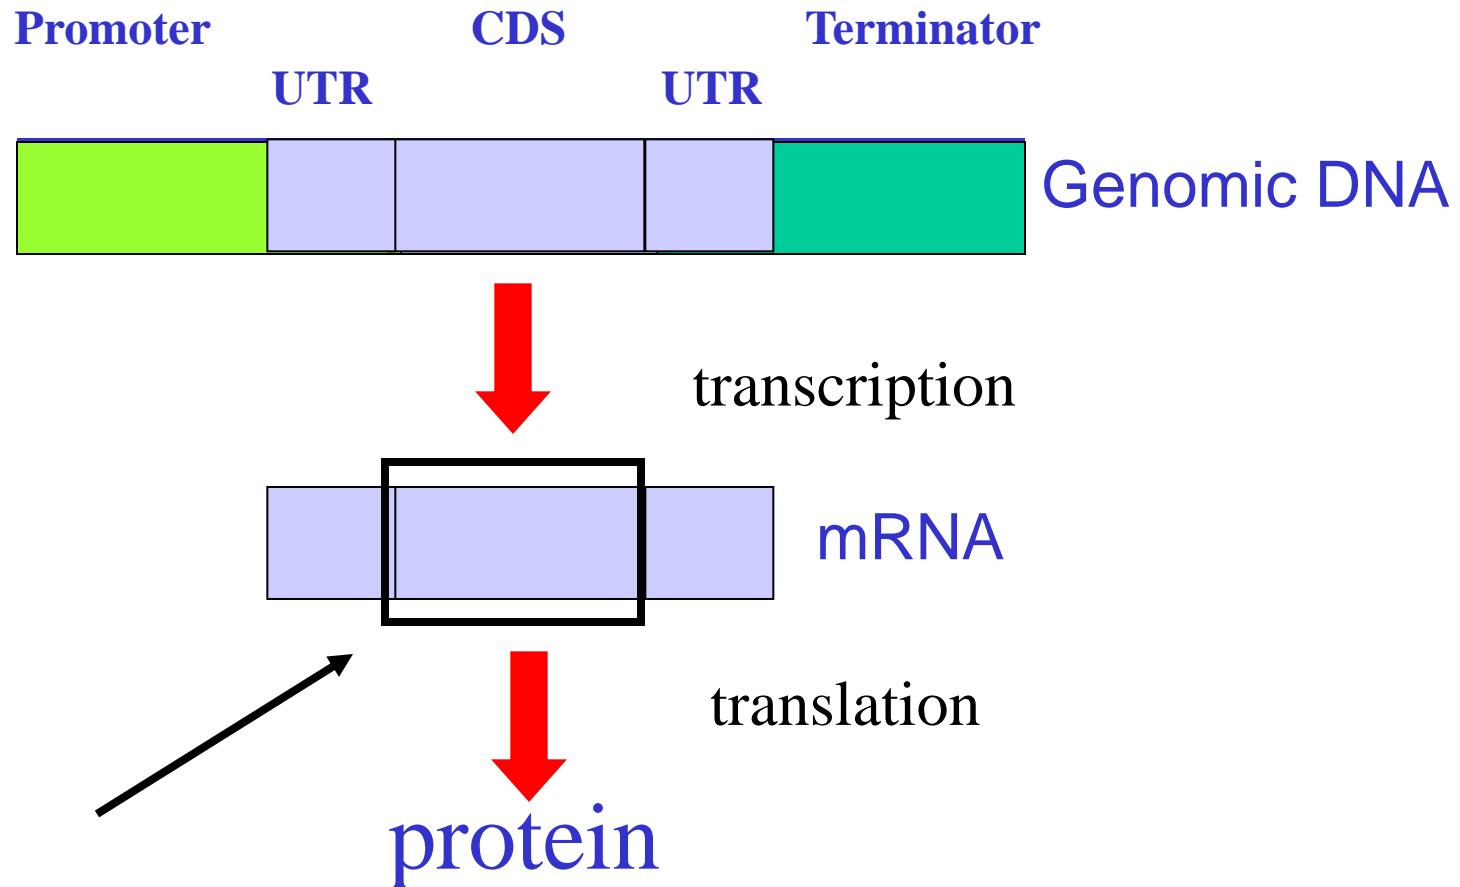 Promoter CDS Terminator
UTR UTR
Genomic DNA
transcription
mRNA
translation
protein